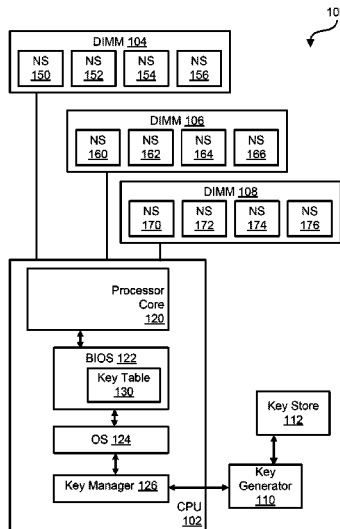 10
DIMM 104
NS NS NS NS
150 152 154 156
DIMM 106
NS NS NS NS
160 162 164 166
DIMM 108
NS NS NS NS
170 172 174 176
Processor
Core
120
BIOS 122
Key Table
130
OS 124
Key Manager 126
CPU
102
Key Store
112
Key
Generator
110